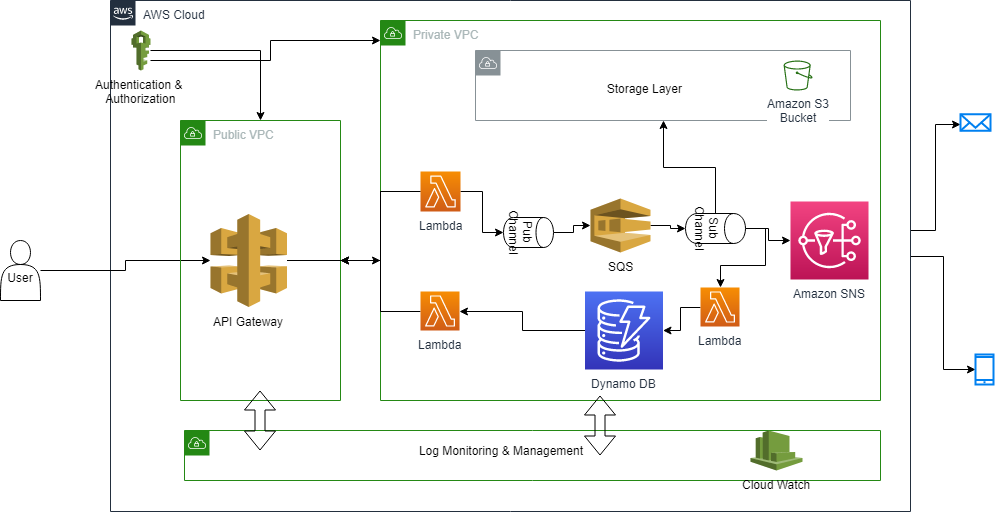 aws
AWS Cloud
Authentication &
Authorization
Private VPC
Storage Layer
Amazon S3
Bucket
Public VPC
Lambda
Pub
Channel
SQS
Sub
Channel
Amazon SNS
User
API Gateway
Lambda
Dynamo DB
Lambda
Log Monitoring & Management
Cloud Watch